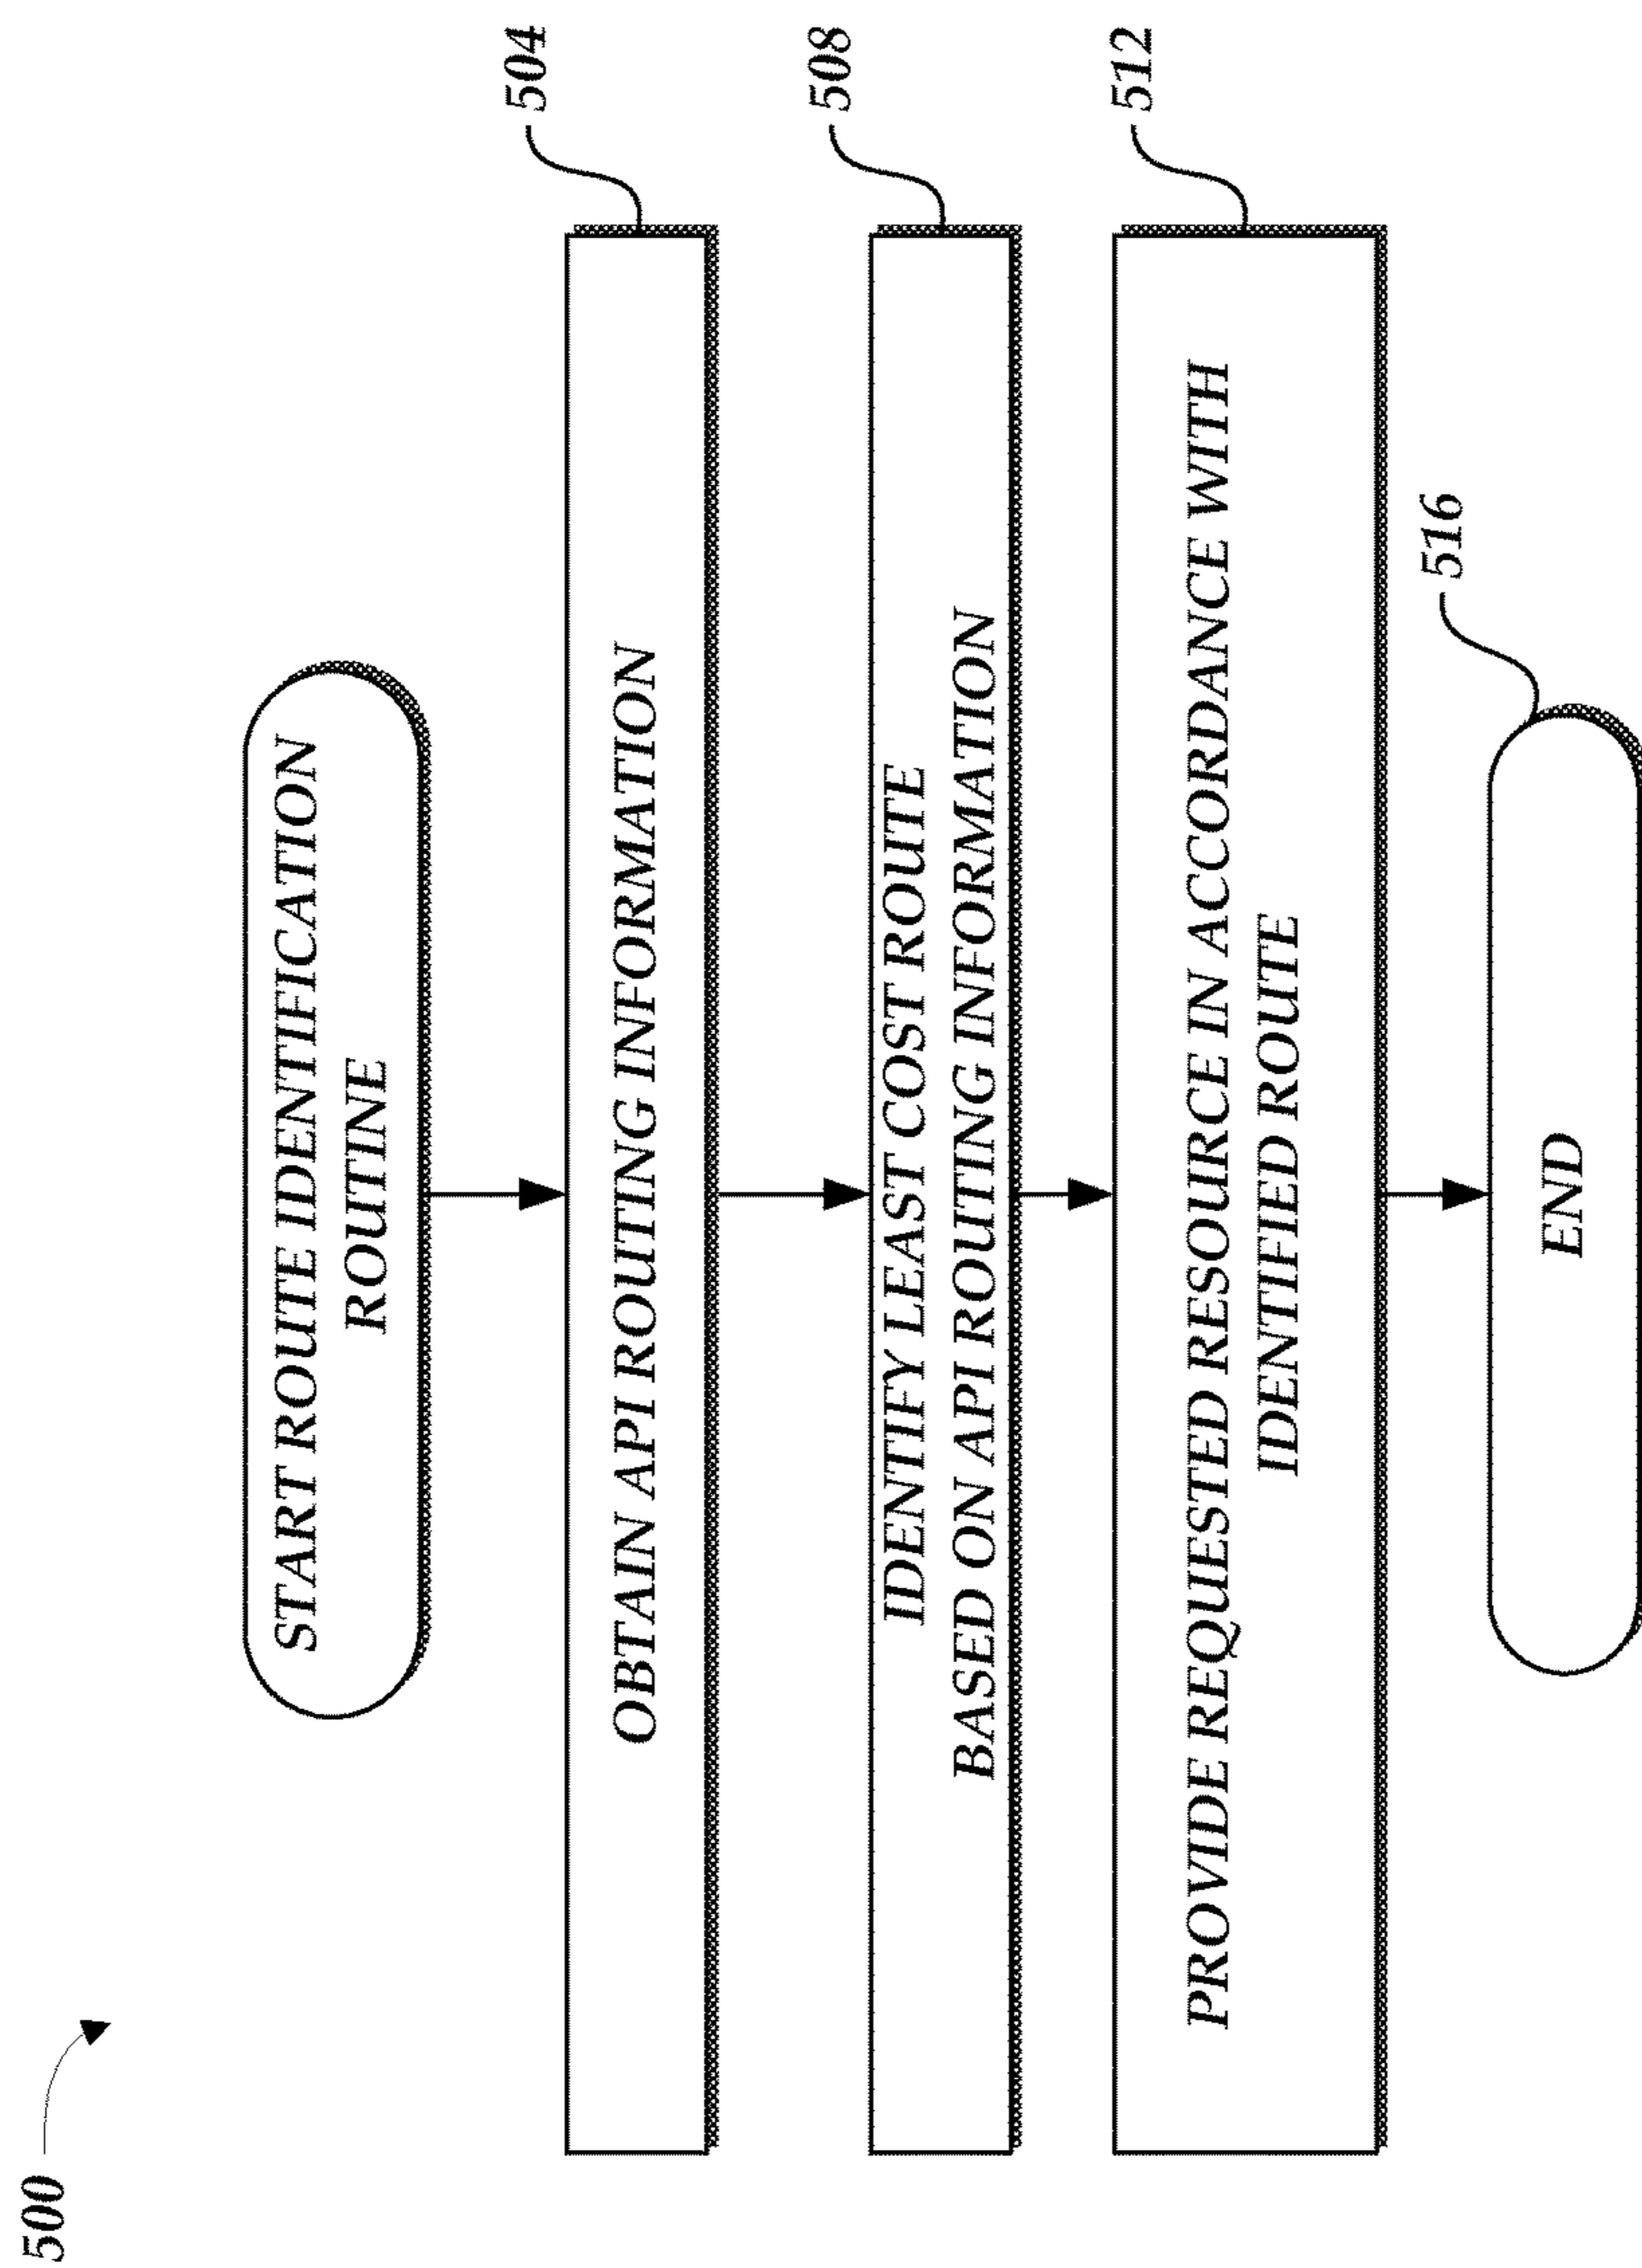 500
START ROUTE IDENTIFICATION
ROUTINE
504
OBTAIN API ROUTING INFORMATION
508
IDENTIFY LEAST COST ROUTE
BASED ON API ROUTING INFORMATION
512
PROVIDE REQUESTED RESOURCE IN ACCORDANCE WITH
IDENTIFIED ROUTE
516
END